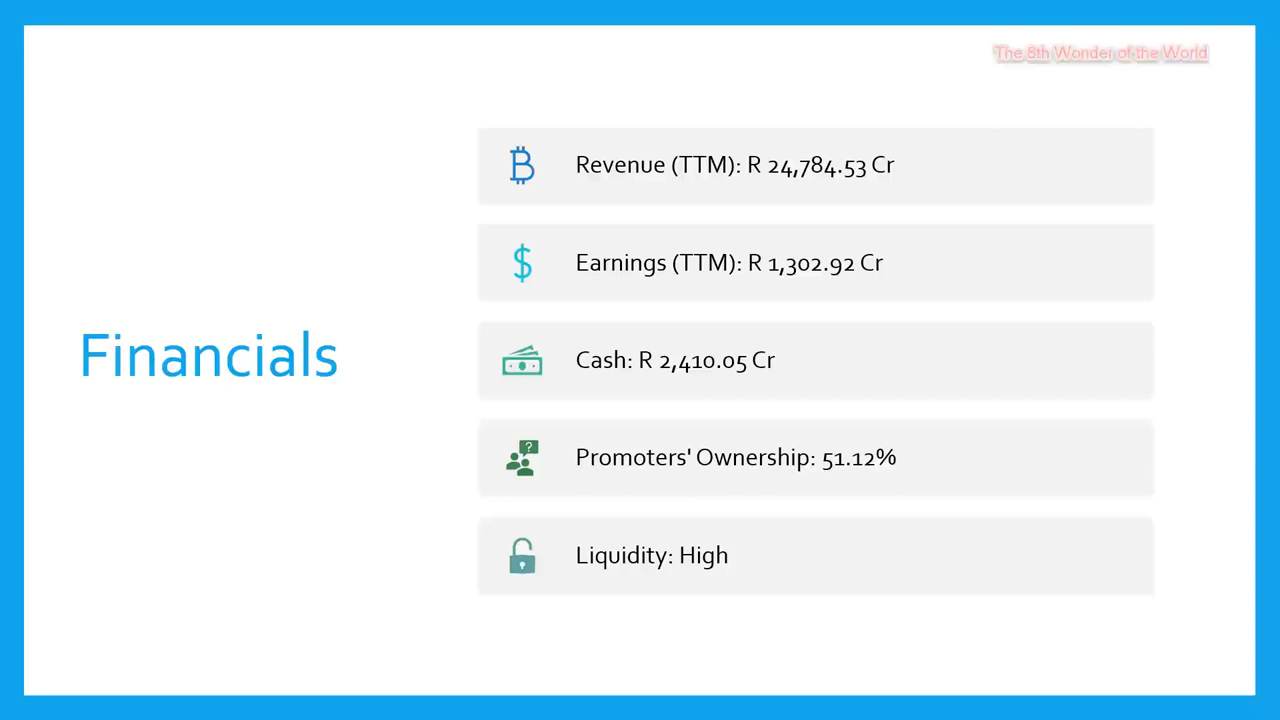 The 8th Wonder of the World
Revenue (TTM): R 24,784.53 Cr
Earnings (TTM): R 1,302.92 Cr
Financials
Cash: R 2,410.05 Cr
Promoters' Ownership: 51.12%
Liquidity: High